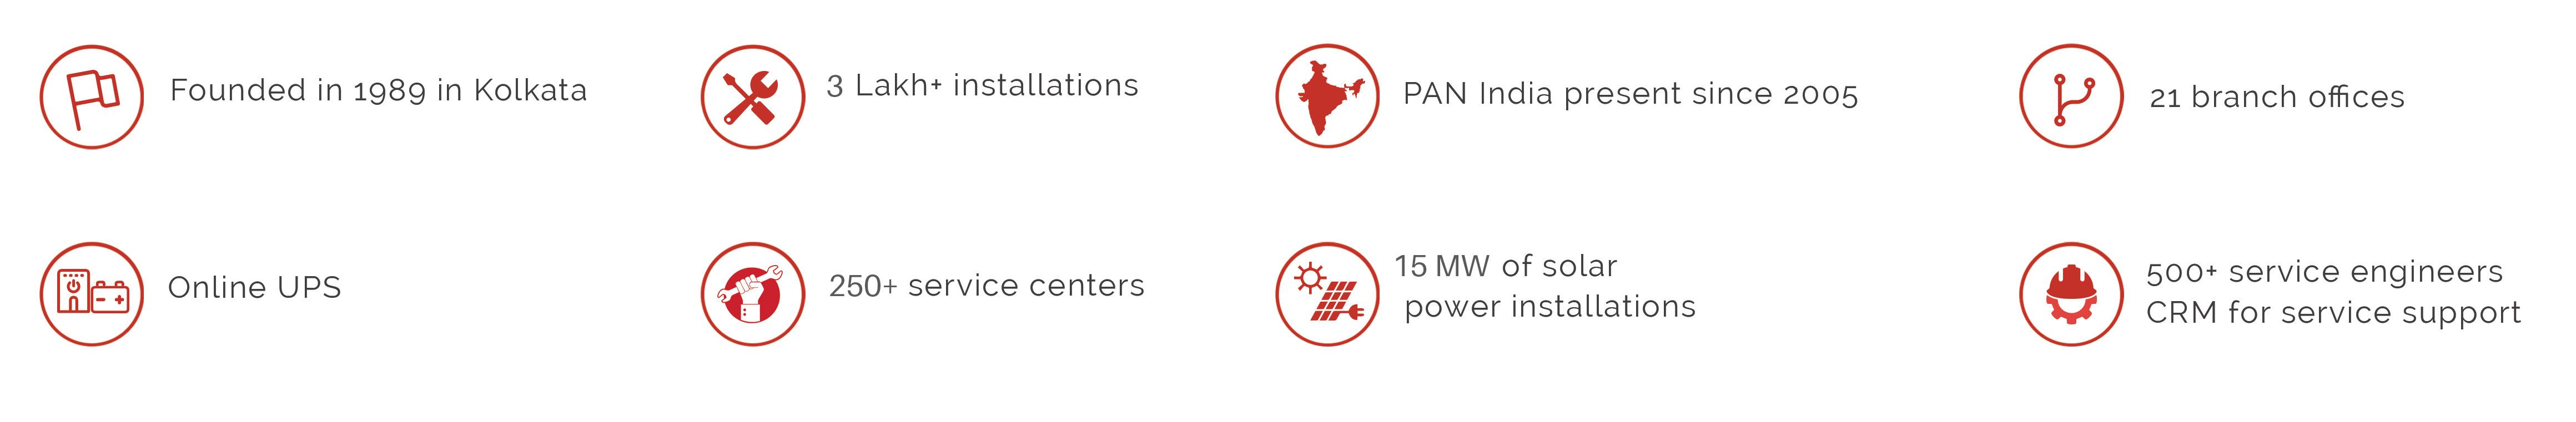 Founded in 1989 in Kolkata
3 Lakh+ installations
PAN India present since 2005
21 branch offices
Online UPS
250+ service centers
15 MW of solar
power installations
500+ service engineers
CRM for service support